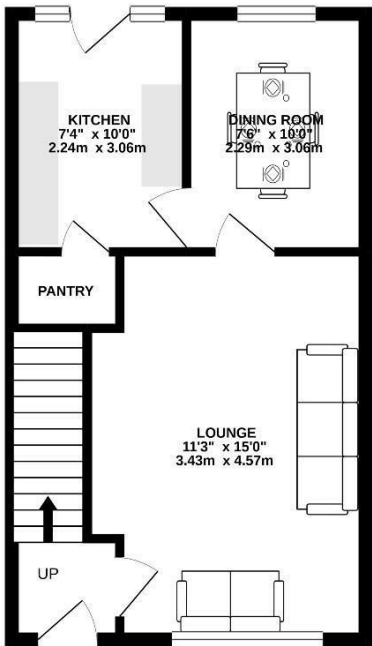 KITCHEN
7'4" x 10'0"
2.24m x 3.06m
DINING ROOM
7'6" x 10'0"
2.29m x 3.06m
PANTRY
LOUNGE
11'3" x 15'0"
3.43m x 4.57m
UP